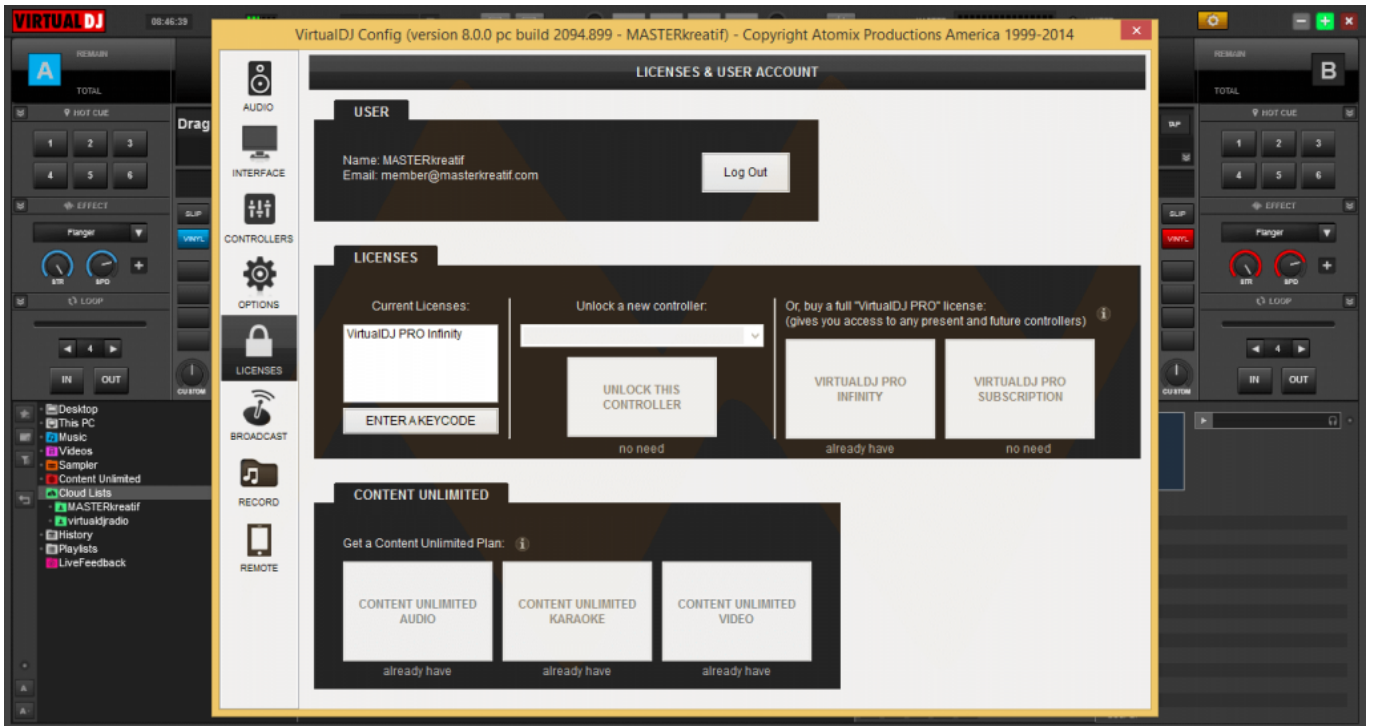 VIRTUAL DJ
08:46:39
VirtualDJ Config (version 8.0.0 pc build 2094.899 - MASTERkreatif) - Copyright Atomix Productions America 1999-2014
REMAIN
A
TOTAL
HOT CUE
Drag
1 2 3
4 5 6
EFFECT
SLIP
Flanger
VINYL
STR SPD
LOOP
4
IN OUT
CUSTOM
Desktop
This PC
Music
Videos
Sampler
Content Unlimited
Cloud Lists
MASTERkreatif
virtualdjradio
History
Playlists
LiveFeedback
A
A
AUDIO
INTERFACE
CONTROLLERS
OPTIONS
LICENSES
BROADCAST
RECORD
REMOTE
LICENSES & USER ACCOUNT
USER
Name: MASTERkreatif
Email: member@masterkreatif.com
Log Out
LICENSES
Current Licenses:
VirtualDJ PRO Infinity
ENTER A KEYCODE
Unlock a new controller:
UNLOCK THIS
CONTROLLER
no need
Or, buy a full "VirtualDJ PRO" license:
(gives you access to any present and future controllers)
VIRTUALDJ PRO
INFINITY
already have
VIRTUALDJ PRO
SUBSCRIPTION
no need
CONTENT UNLIMITED
Get a Content Unlimited Plan:
CONTENT UNLIMITED
AUDIO
already have
CONTENT UNLIMITED
KARAOKE
already have
CONTENT UNLIMITED
VIDEO
already have
REMAIN
B
TOTAL
TAP
HOT CUE
1 2 3
4 5 6
EFFECT
SLIP
Flanger
VINYL
STR SPD
LOOP
4
IN OUT
CUSTOM